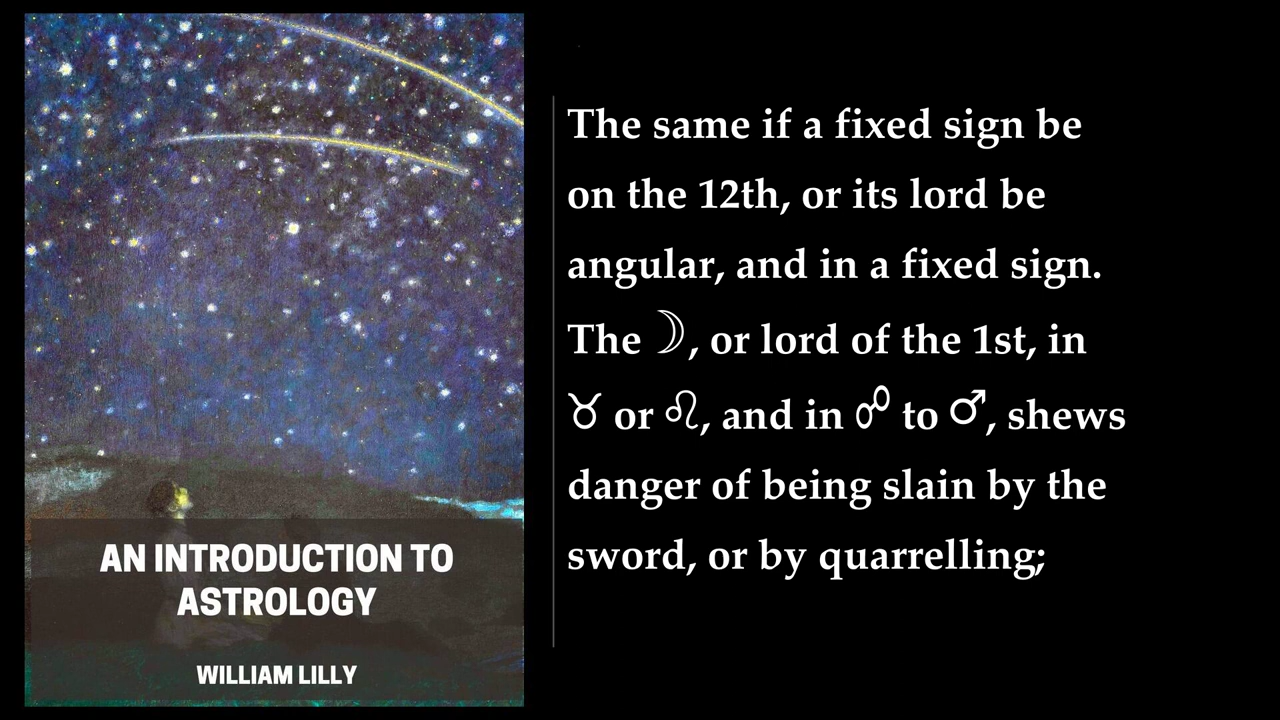 The same if a fixed sign be
on the 12th, or its lord be
angular, and in a fixed sign.
The ☽, or lord of the 1st, in
♉ or ♌, and in ☍ to ♂, shews
danger of being slain by the
sword, or by quarrelling;
AN INTRODUCTION TO
ASTROLOGY
WILLIAM LILLY